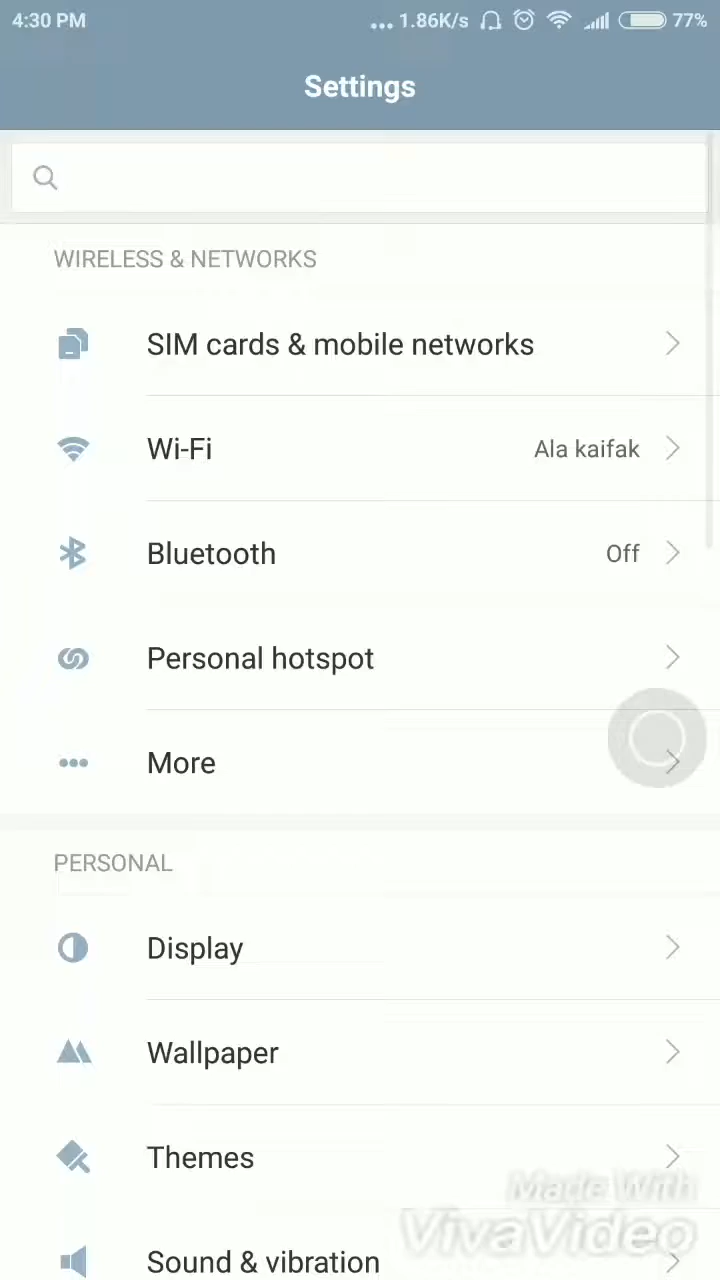 4:30 PM ... 1.86K/s 77%
Settings
WIRELESS & NETWORKS
SIM cards & mobile networks
Wi-Fi Ala kaifak
Bluetooth Off
Personal hotspot
More
PERSONAL
Display
Wallpaper
Themes
Made With
VivaVideo
Sound & vibration